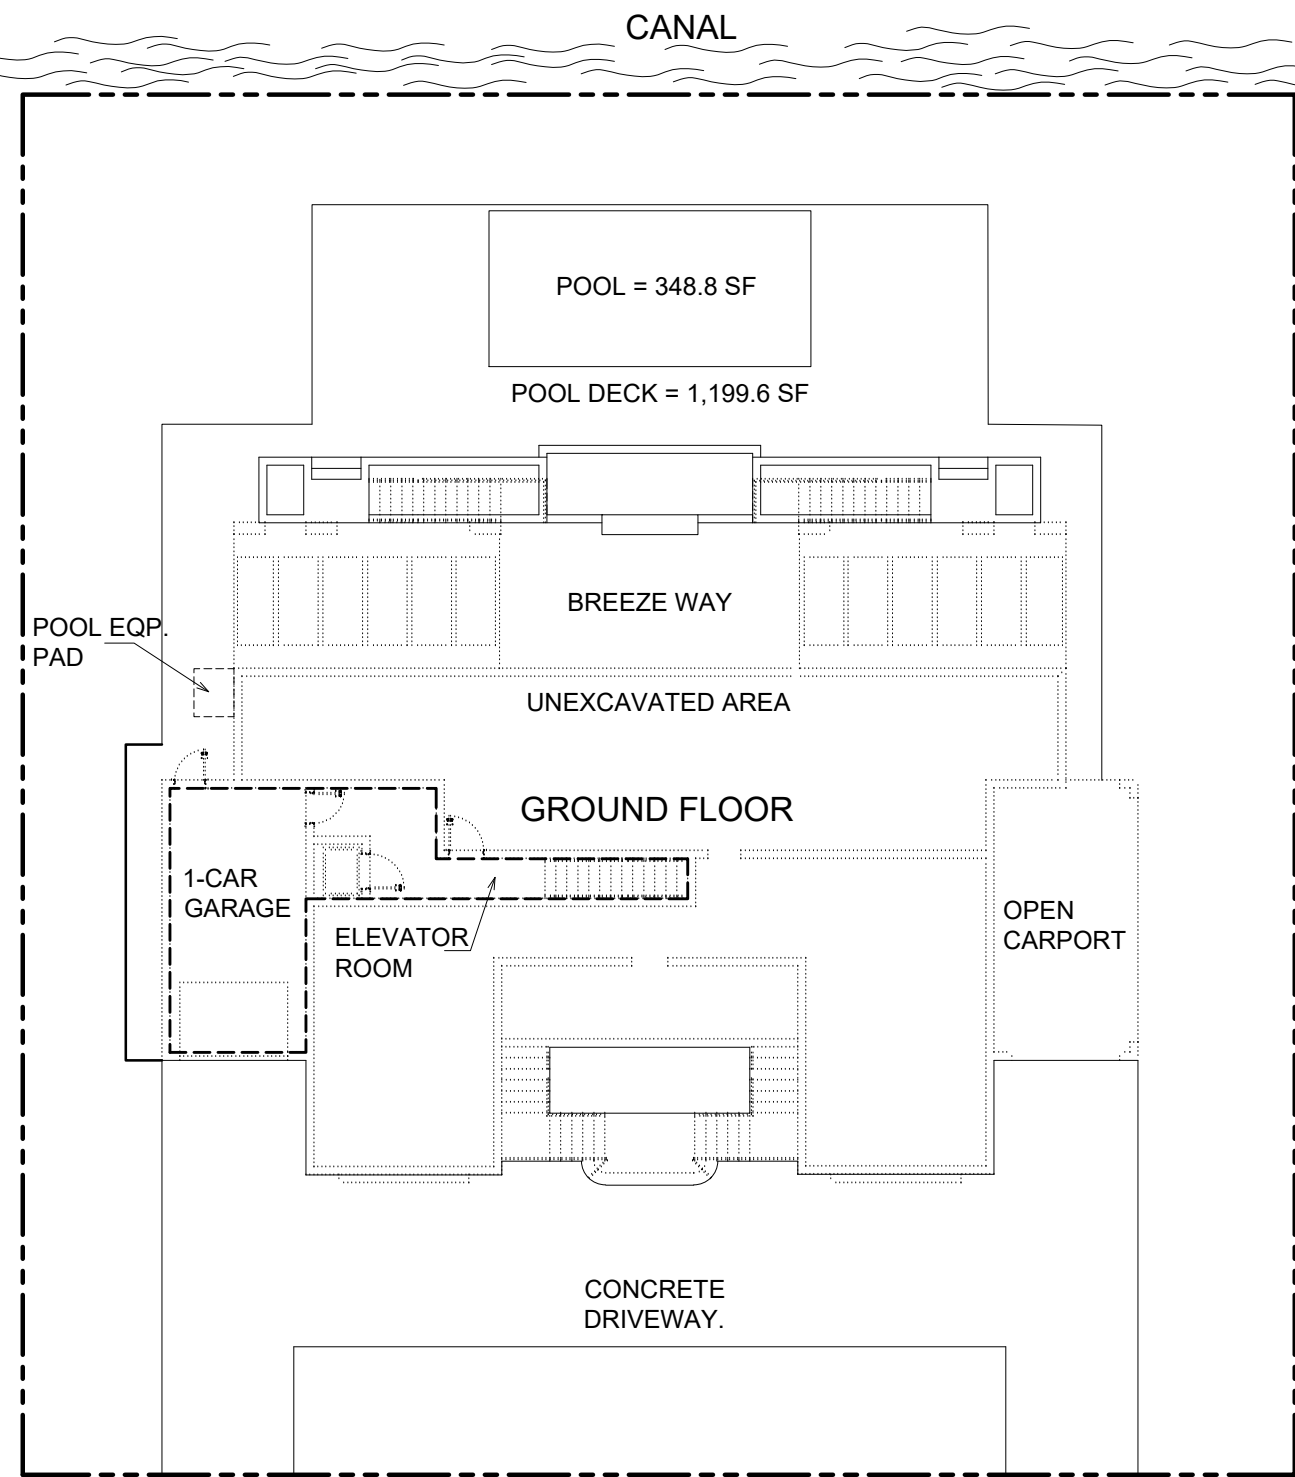 CANAL
POOL = 348.8 SF
POOL DECK = 1,199.6 SF
BREEZE WAY
POOL EQP.
PAD
UNEXCAVATED AREA
GROUND FLOOR
1-CAR
GARAGE
ELEVATOR
ROOM
OPEN
CARPORT
CONCRETE
DRIVEWAY.